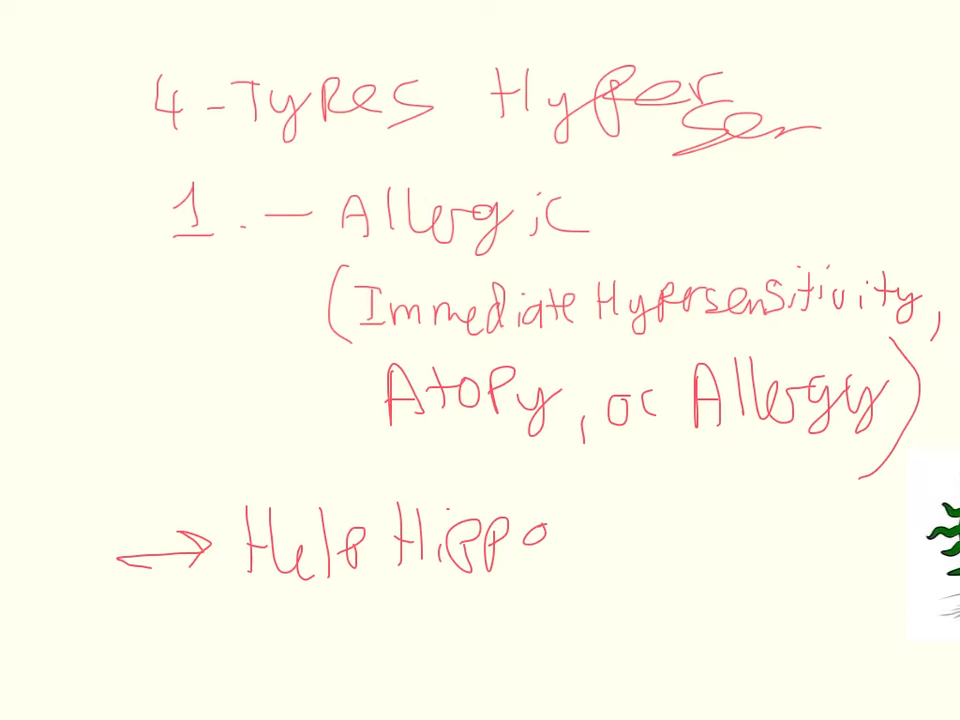 4-Types Hyper
sen
1. - Allergic
(Immediate Hypersensitivity,
Atopy, or Allergy)
→ Help Hippo